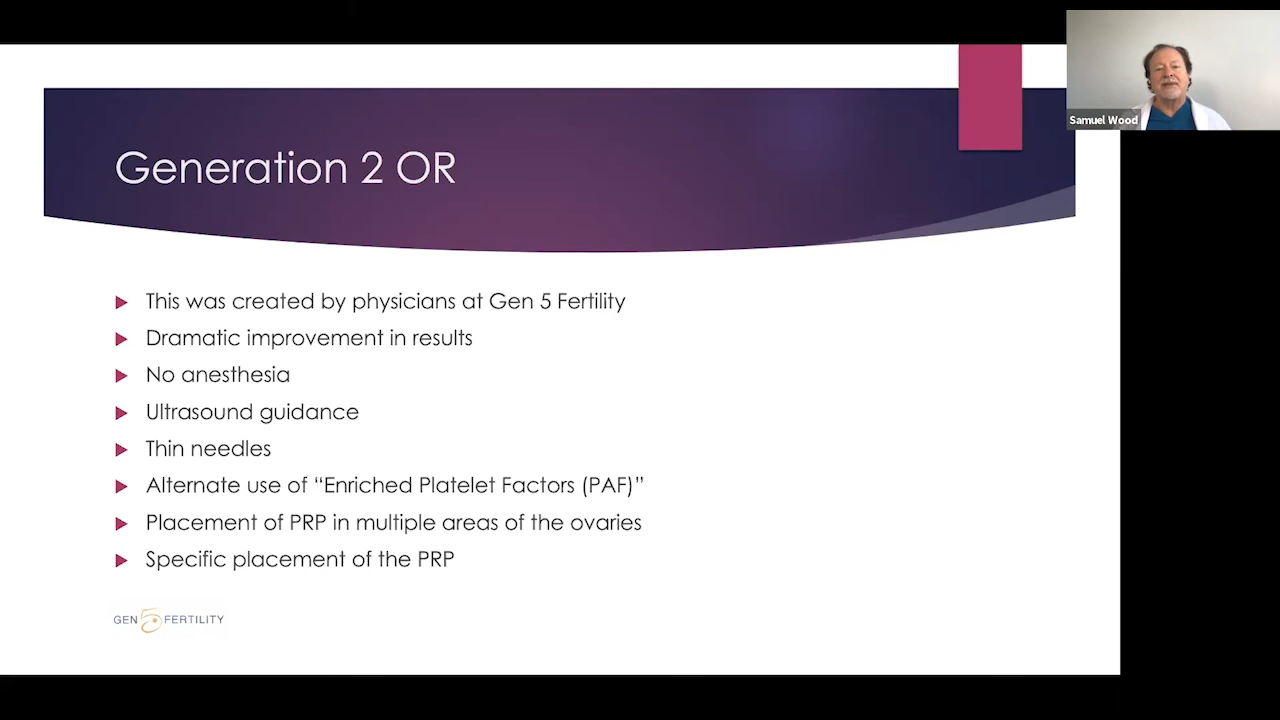 Samuel Wood
Generation 2 OR
This was created by physicians at Gen 5 Fertility
Dramatic improvement in results
No anesthesia
Ultrasound guidance
Thin needles
Alternate use of “Enriched Platelet Factors (PAF)”
Placement of PRP in multiple areas of the ovaries
Specific placement of the PRP
GEN 5 FERTILITY